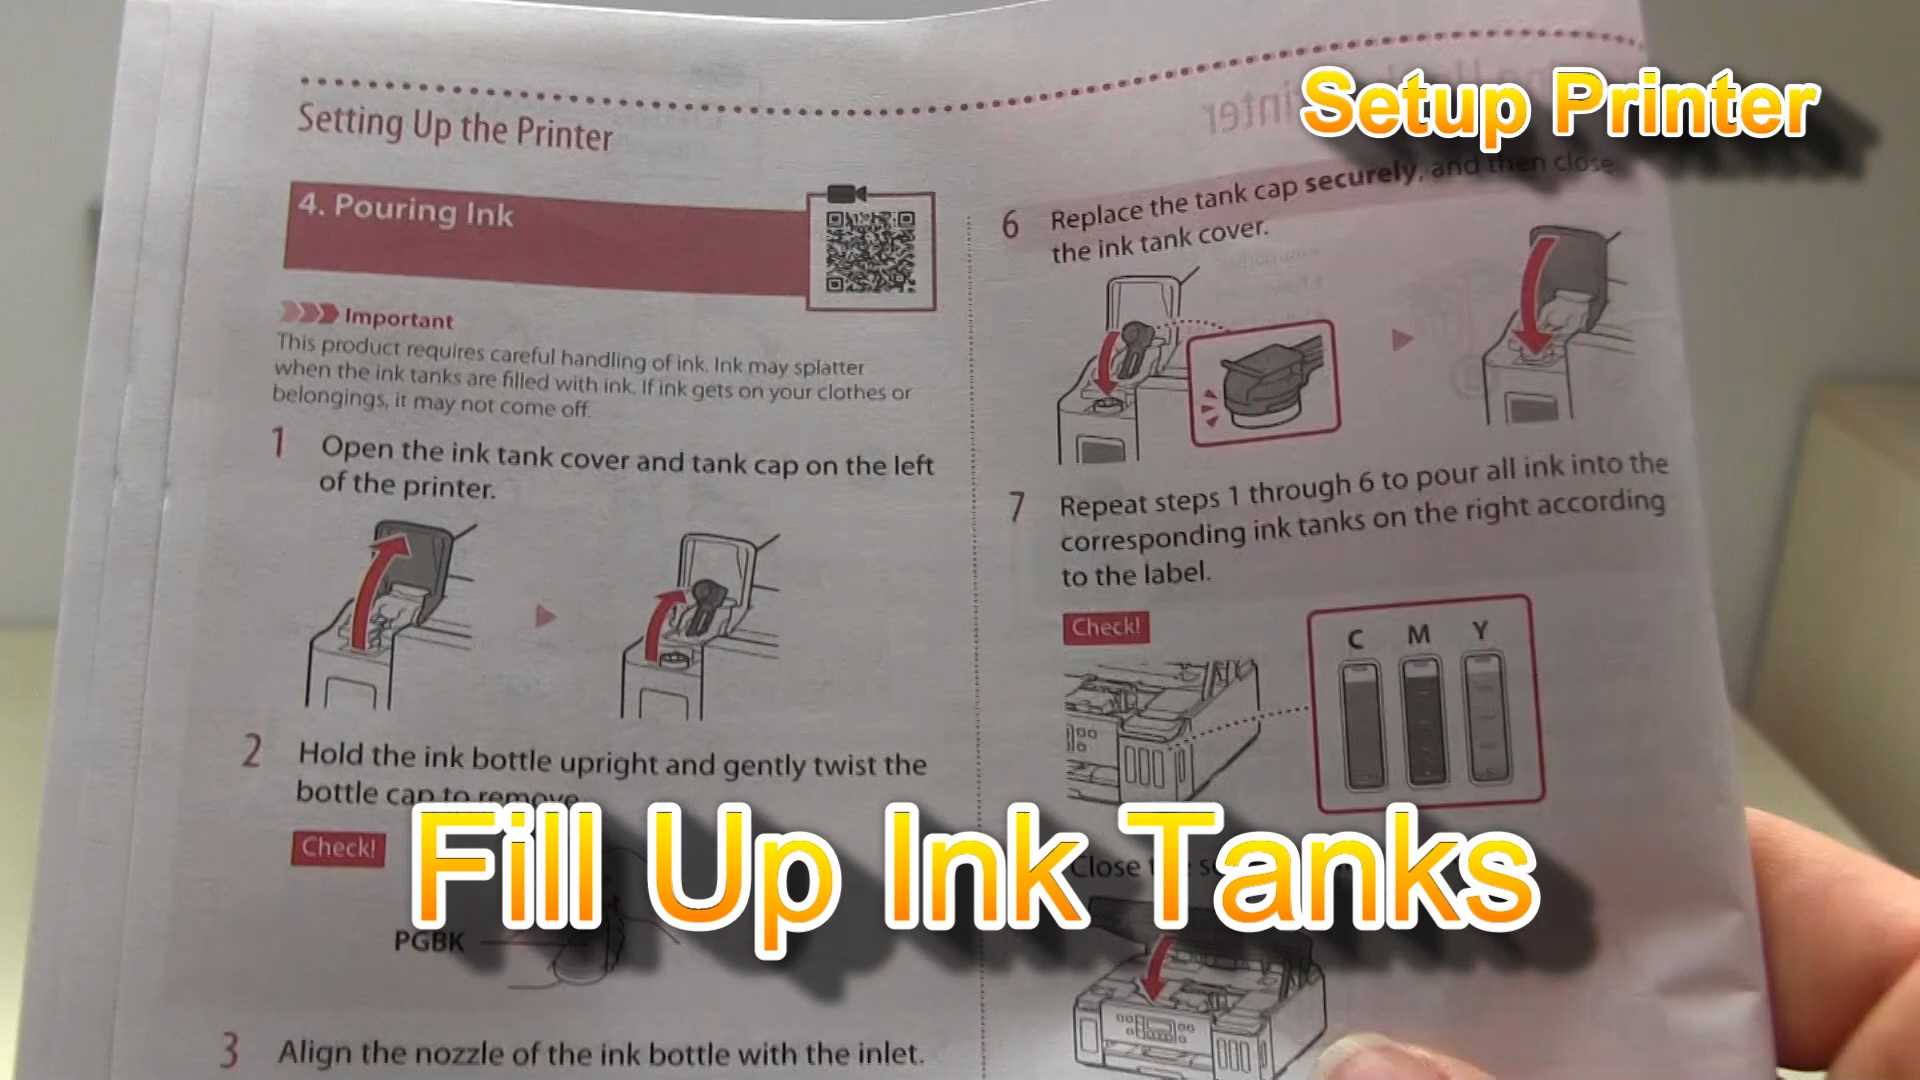 Setup Printer
Setting Up the Printer
4. Pouring Ink
Important
This product requires careful handling of ink. Ink may splatter
when the ink tanks are filled with ink. If ink gets on your clothes or
belongings, it may not come off.
1 Open the ink tank cover and tank cap on the left
of the printer.
2 Hold the ink bottle upright and gently twist the
bottle cap to remove.
Check!
PGBK
3 Align the nozzle of the ink bottle with the inlet.
6 Replace the tank cap securely, and then close
the ink tank cover.
7 Repeat steps 1 through 6 to pour all ink into the
corresponding ink tanks on the right according
to the label.
Check!
C M Y
Close
Fill Up Ink Tanks